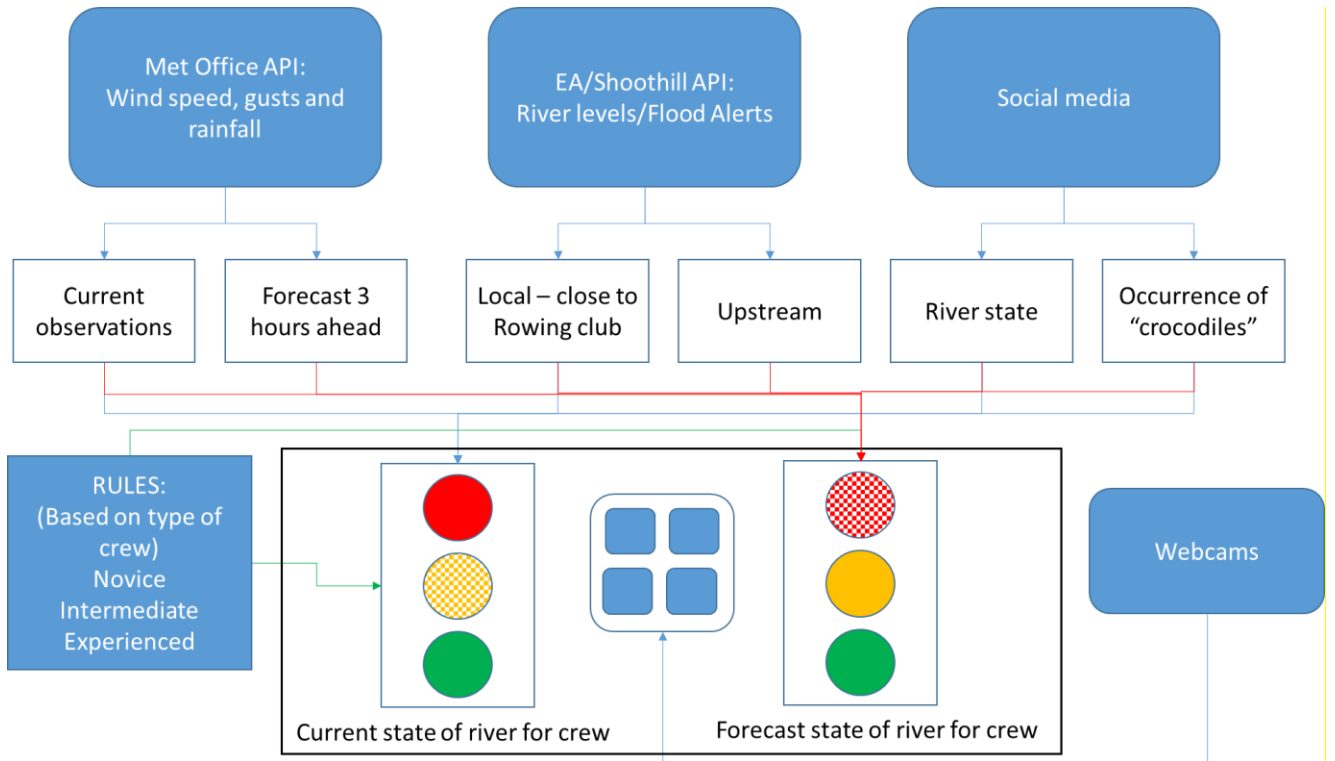 Met Office API:
Wind speed, gusts and
rainfall
EA/Shoothill API:
River levels/Flood Alerts
Social media
Current
observations
Forecast 3
hours ahead
Local – close to
Rowing club
Upstream
River state
Occurrence of
“crocodiles”
RULES:
(Based on type of
crew)
Novice
Intermediate
Experienced
Webcams
Current state of river for crew
Forecast state of river for crew